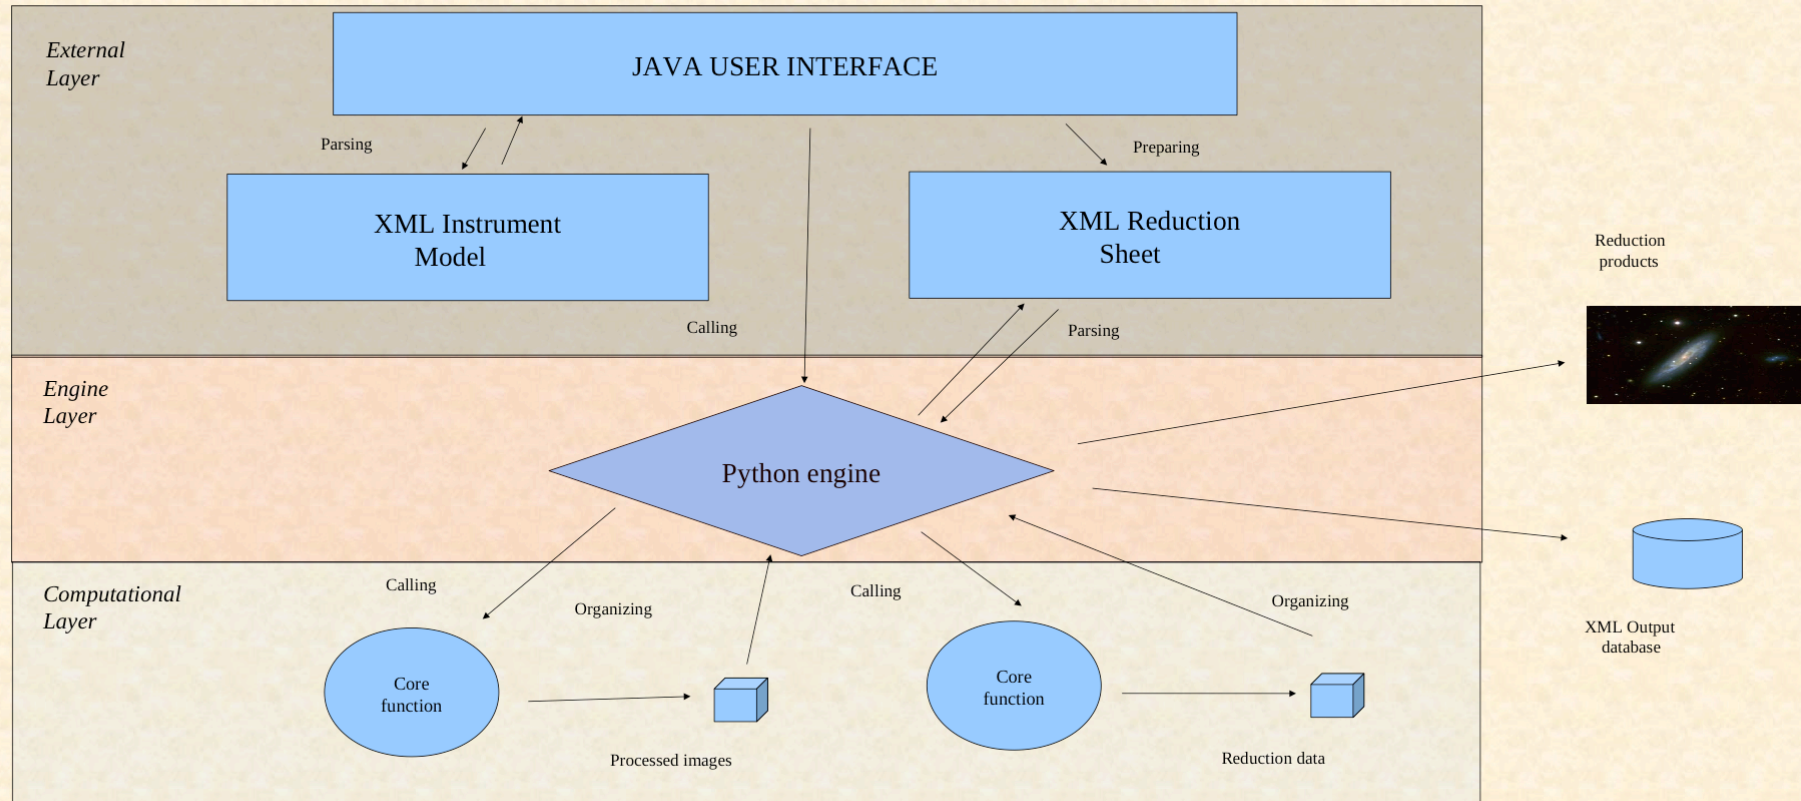 External
Layer
JAVA USER INTERFACE
Parsing
Preparing
XML Instrument
Model
XML Reduction
Sheet
Reduction
products
Calling
Parsing
Engine
Layer
Python engine
Computational
Layer
Calling
Organizing
Calling
Organizing
XML Output
database
Core
function
Core
function
Processed images
Reduction data